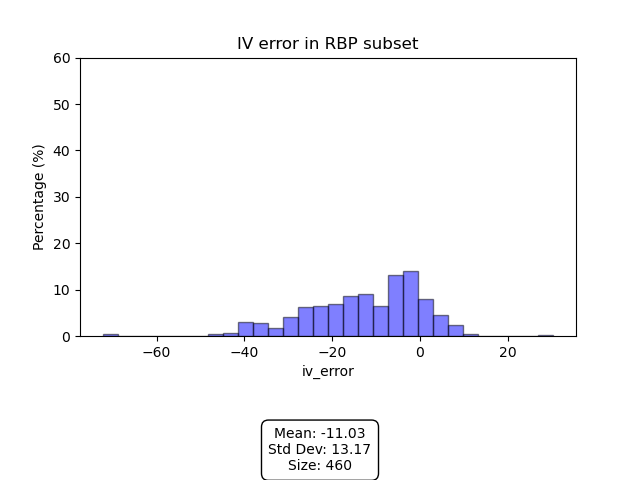 IV error in RBP subset
Percentage (%)
60
50
40
30
20
10
0
−60
−40
−20
0
20
iv_error
Mean: -11.03
Std Dev: 13.17
Size: 460